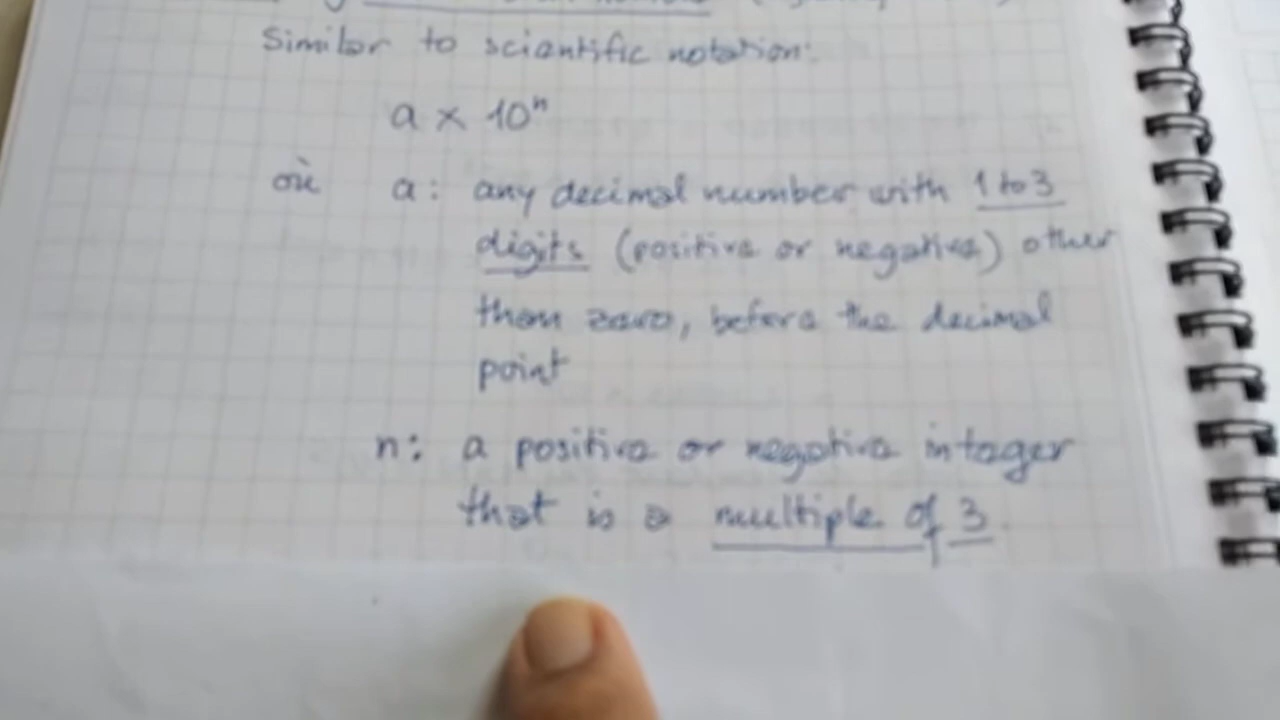 Similar to scientific notation:
a × 10ⁿ
où a: any decimal number with 1 to 3
digits (positive or negative) other
than zero, before the decimal
point
n: a positive or negative integer
that is a multiple of 3